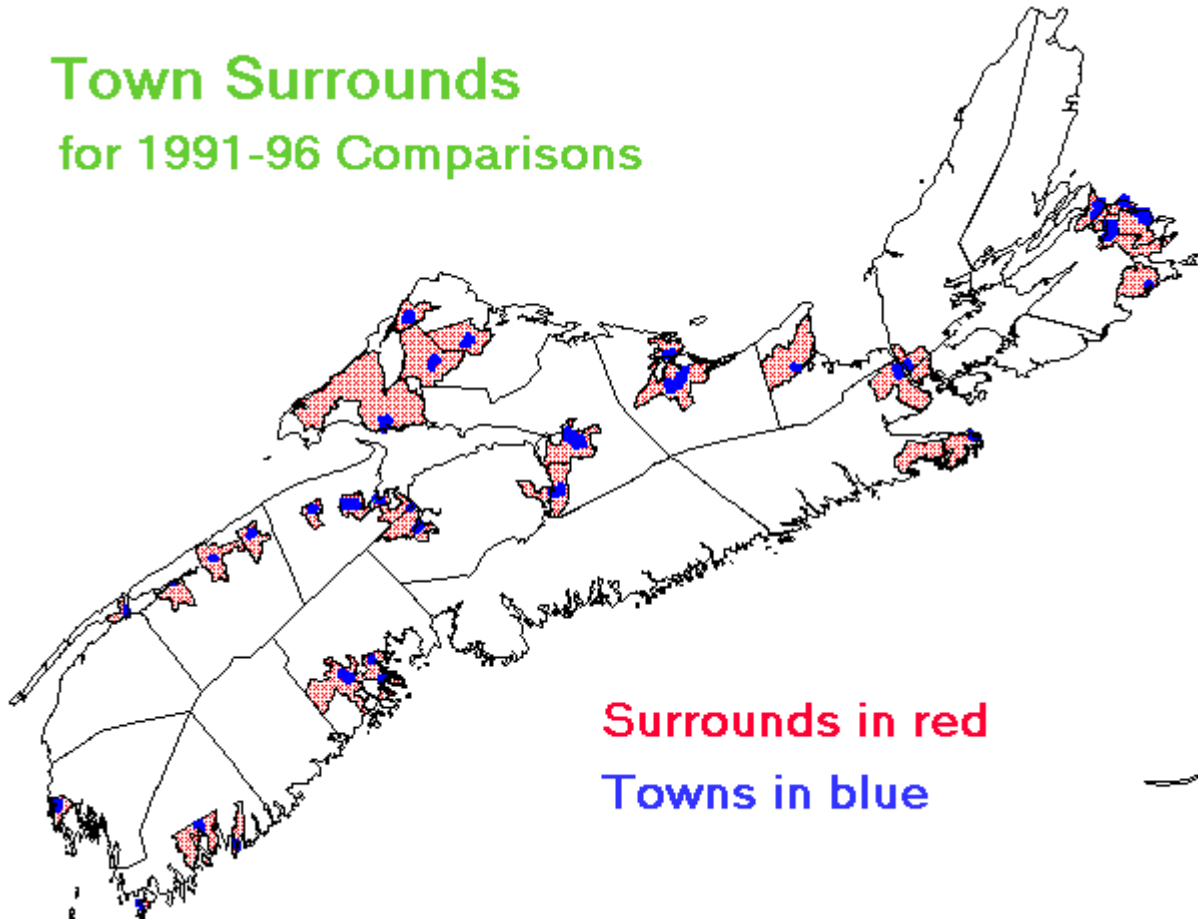 Town Surrounds
for 1991-96 Comparisons
Surrounds in red
Towns in blue